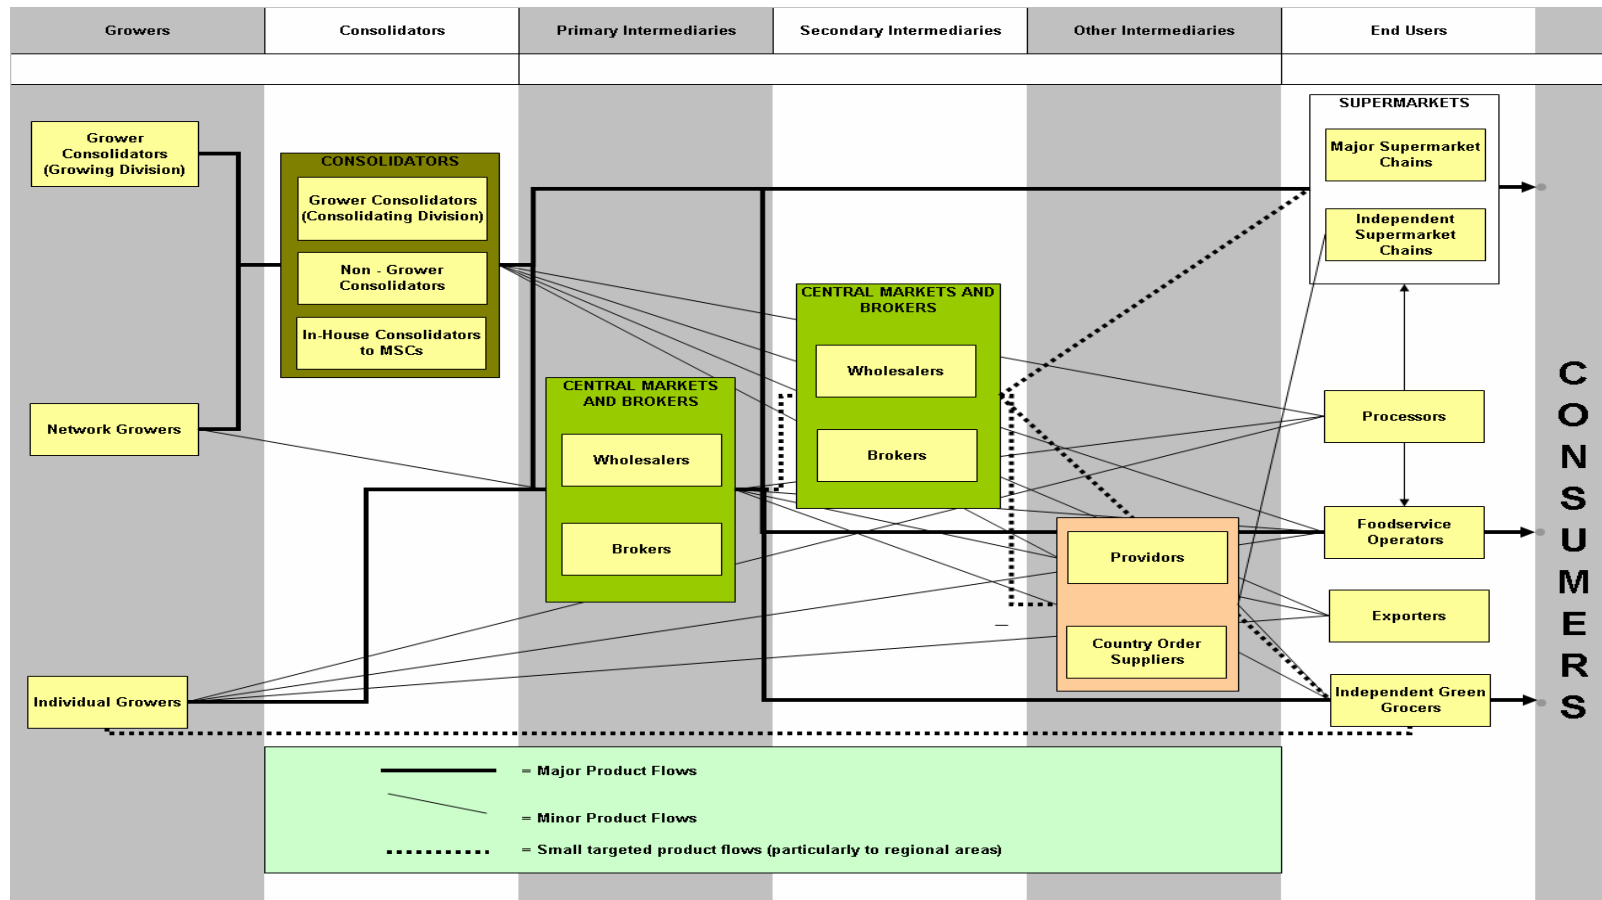 Growers
Consolidators
Primary Intermediaries
Secondary Intermediaries
Other Intermediaries
End Users
Grower
Consolidators
(Growing Division)
Network Growers
Individual Growers
CONSOLIDATORS
Grower Consolidators
(Consolidating Division)
Non - Grower
Consolidators
In-House Consolidators
to MSCs
CENTRAL MARKETS
AND BROKERS
Wholesalers
Brokers
CENTRAL MARKETS AND
BROKERS
Wholesalers
Brokers
Providors
Country Order
Suppliers
SUPERMARKETS
Major Supermarket
Chains
Independent
Supermarket
Chains
Processors
Foodservice
Operators
Exporters
Independent Green
Grocers
CONSUMERS
= Major Product Flows
= Minor Product Flows
= Small targeted product flows (particularly to regional areas)